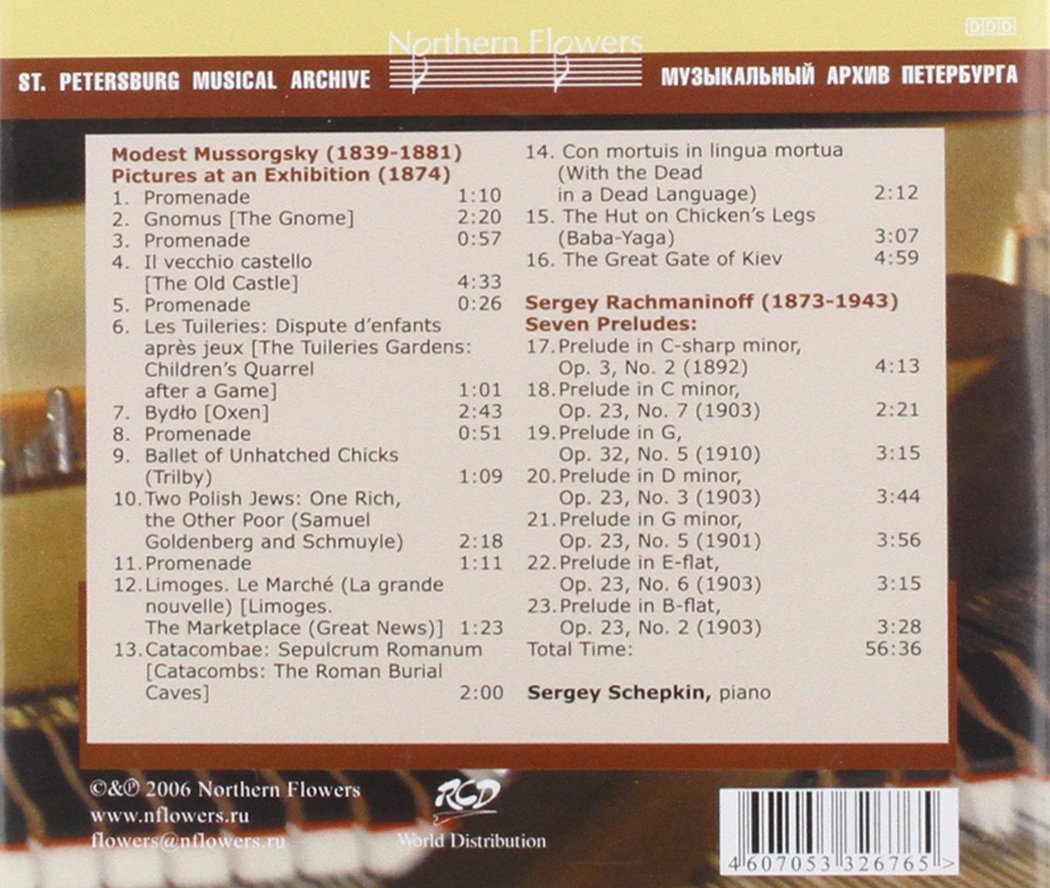 DDD
Northern Flowers
ST. PETERSBURG MUSICAL ARCHIVE
МУЗЫКАЛЬНЫЙ АРХИВ ПЕТЕРБУРГА
Modest Mussorgsky (1839-1881)
Pictures at an Exhibition (1874)
1. Promenade 1:10
2. Gnomus [The Gnome] 2:20
3. Promenade 0:57
4. Il vecchio castello
[The Old Castle] 4:33
5. Promenade 0:26
6. Les Tuileries: Dispute d'enfants
après jeux [The Tuileries Gardens:
Children's Quarrel
after a Game] 1:01
7. Bydło [Oxen] 2:43
8. Promenade 0:51
9. Ballet of Unhatched Chicks
(Trilby) 1:09
10. Two Polish Jews: One Rich,
the Other Poor (Samuel
Goldenberg and Schmuyle) 2:18
11. Promenade 1:11
12. Limoges. Le Marché (La grande
nouvelle) [Limoges.
The Marketplace (Great News)] 1:23
13. Catacombae: Sepulcrum Romanum
[Catacombs: The Roman Burial
Caves] 2:00
14. Con mortuis in lingua mortua
(With the Dead
in a Dead Language) 2:12
15. The Hut on Chicken's Legs
(Baba-Yaga) 3:07
16. The Great Gate of Kiev 4:59
Sergey Rachmaninoff (1873-1943)
Seven Preludes:
17. Prelude in C-sharp minor,
Op. 3, No. 2 (1892) 4:13
18. Prelude in C minor,
Op. 23, No. 7 (1903) 2:21
19. Prelude in G,
Op. 32, No. 5 (1910) 3:15
20. Prelude in D minor,
Op. 23, No. 3 (1903) 3:44
21. Prelude in G minor,
Op. 23, No. 5 (1901) 3:56
22. Prelude in E-flat,
Op. 23, No. 6 (1903) 3:15
23. Prelude in B-flat,
Op. 23, No. 2 (1903) 3:28
Total Time: 56:36
Sergey Schepkin, piano
©&℗ 2006 Northern Flowers
www.nflowers.ru
flowers@nflowers.ru
RCD
World Distribution
4 607053 326765 >